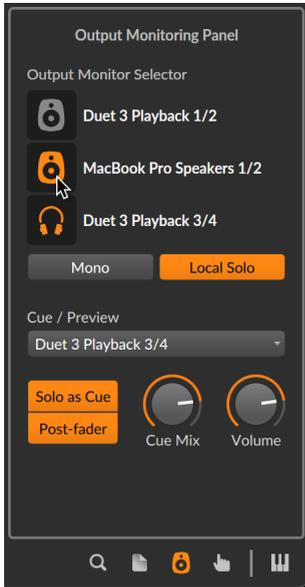 Output Monitoring Panel
Output Monitor Selector
Duet 3 Playback 1/2
MacBook Pro Speakers 1/2
Duet 3 Playback 3/4
Mono Local Solo
Cue / Preview
Duet 3 Playback 3/4
Solo as Cue
Post-fader
Cue Mix Volume